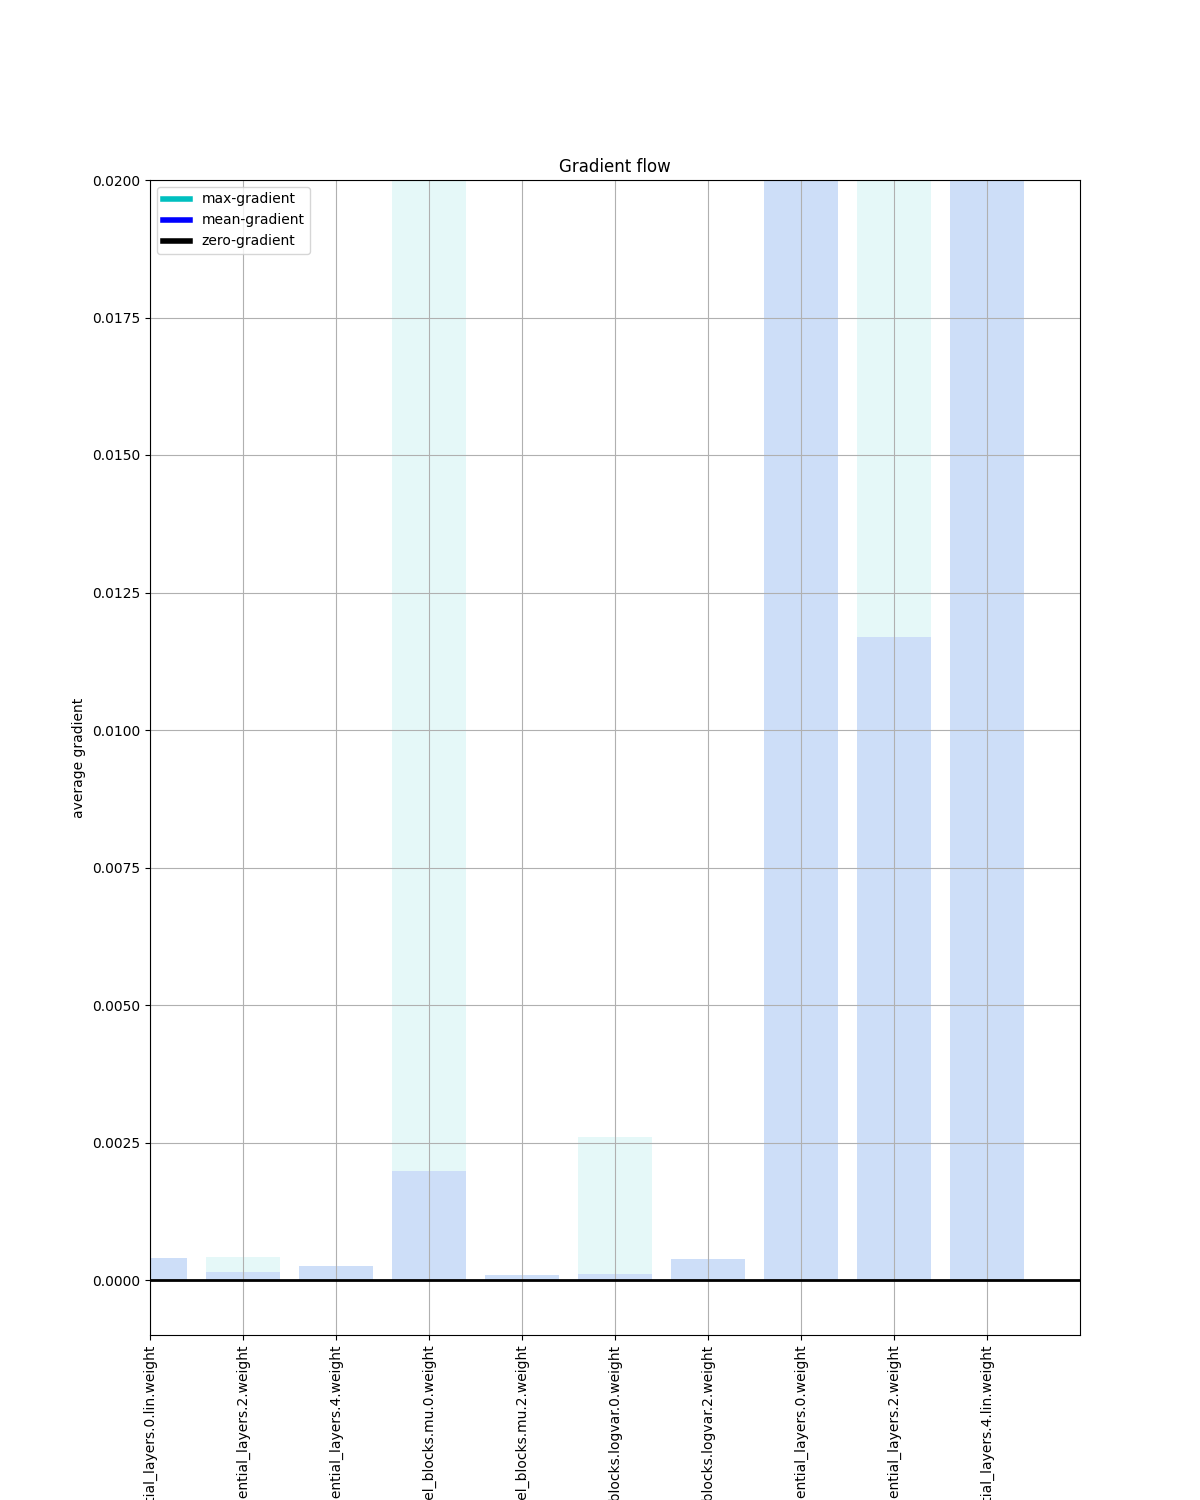 Gradient flow
max-gradient
mean-gradient
zero-gradient
0.0200
0.0175
0.0150
0.0125
0.0100
0.0075
0.0050
0.0025
0.0000
average gradient
tial_layers.0.lin.weight
ential_layers.2.weight
ential_layers.4.weight
el_blocks.mu.0.weight
el_blocks.mu.2.weight
blocks.logvar.0.weight
blocks.logvar.2.weight
ential_layers.0.weight
ential_layers.2.weight
tial_layers.4.lin.weight